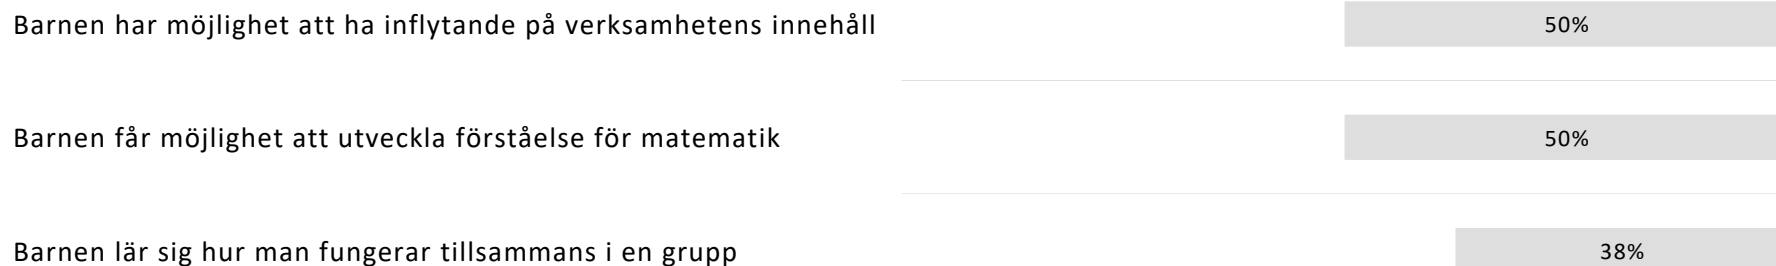 Barnen har möjlighet att ha inflytande på verksamhetens innehåll 50%
Barnen får möjlighet att utveckla förståelse för matematik 50%
Barnen lär sig hur man fungerar tillsammans i en grupp 38%